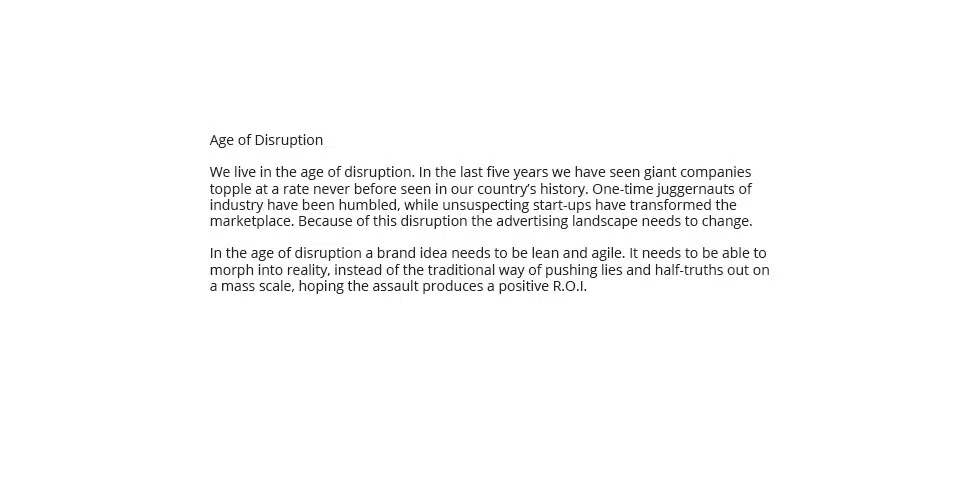 Age of Disruption
We live in the age of disruption. In the last five years we have seen giant companies
topple at a rate never before seen in our country’s history. One-time juggernauts of
industry have been humbled, while unsuspecting start-ups have transformed the
marketplace. Because of this disruption the advertising landscape needs to change.
In the age of disruption a brand idea needs to be lean and agile. It needs to be able to
morph into reality, instead of the traditional way of pushing lies and half-truths out on
a mass scale, hoping the assault produces a positive R.O.I.